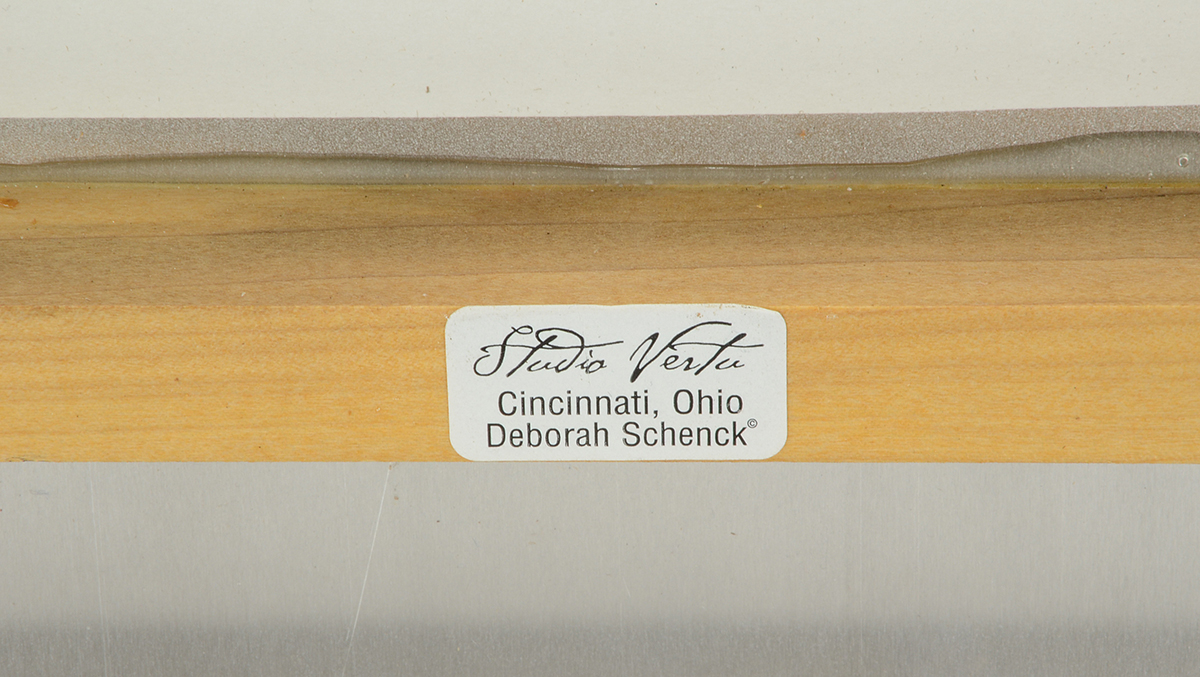 Studio Vertu
Cincinnati, Ohio
Deborah Schenck©